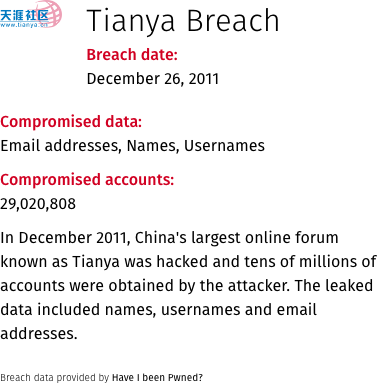 天涯社区
www.tianya.cn
Tianya Breach
Breach date:
December 26, 2011
Compromised data:
Email addresses, Names, Usernames
Compromised accounts:
29,020,808
In December 2011, China's largest online forum
known as Tianya was hacked and tens of millions of
accounts were obtained by the attacker. The leaked
data included names, usernames and email
addresses.
Breach data provided by Have I been Pwned?